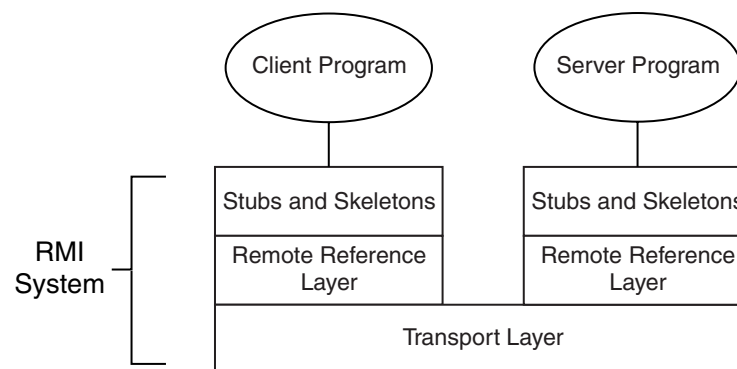 Client Program
Server Program
Stubs and Skeletons
Stubs and Skeletons
RMI
System
Remote Reference
Layer
Remote Reference
Layer
Transport Layer